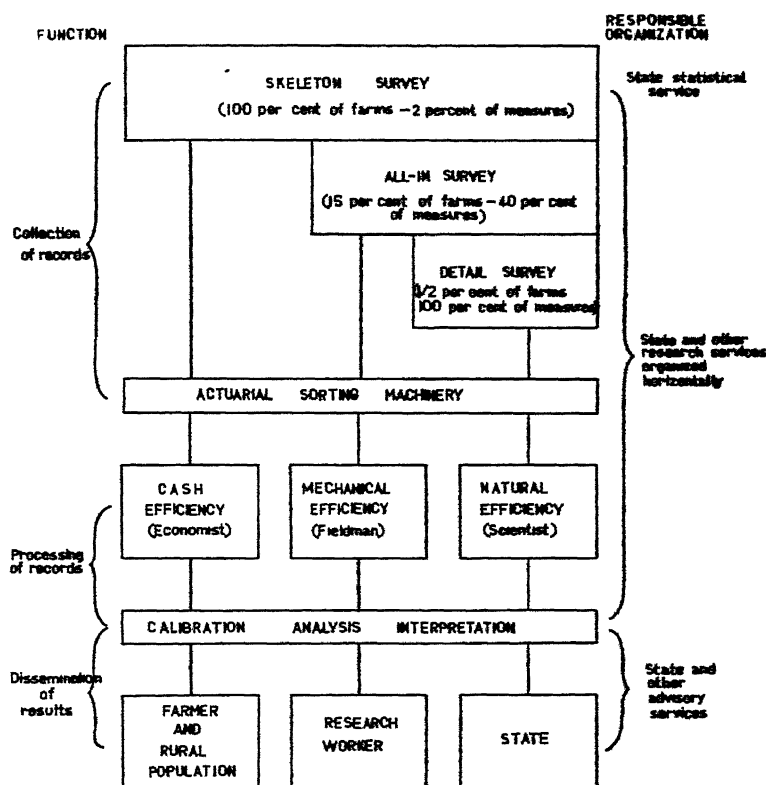 FUNCTION
RESPONSIBLE
ORGANIZATION
SKELETON SURVEY
(100 per cent of farms – 2 percent of measures)
State statistical
service
ALL-IN SURVEY
(15 per cent of farms – 40 per cent
of measures)
Collection
of records
DETAIL SURVEY
1/2 per cent of farms
100 per cent of measures)
State and other
research services
organized
horizontally
ACTUARIAL SORTING MACHINERY
CASH
EFFICIENCY
(Economist)
MECHANICAL
EFFICIENCY
(Fieldman)
NATURAL
EFFICIENCY
(Scientist)
Processing
of records
CALIBRATION ANALYSIS INTERPRETATION
Dissemination
of
results
State and
other
advisory
services
FARMER
AND
RURAL
POPULATION
RESEARCH
WORKER
STATE